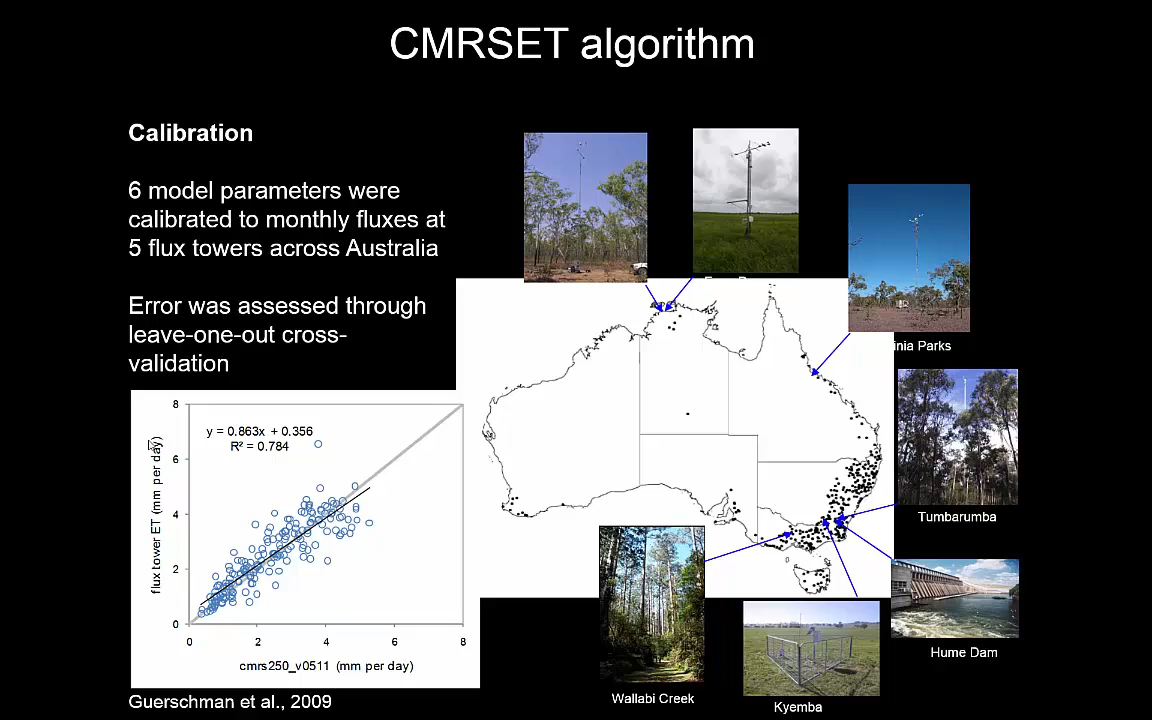 CMRSET algorithm
Calibration
6 model parameters were
calibrated to monthly fluxes at
5 flux towers across Australia
Error was assessed through
leave-one-out cross-
validation
8
y = 0.863x + 0.356
R² = 0.784
6
4
2
0
flux tower ET (mm per day)
0 2 4 6 8
cmrs250_v0511 (mm per day)
Guerschman et al., 2009
inia Parks
Tumbarumba
Hume Dam
Wallabi Creek
Kyemba